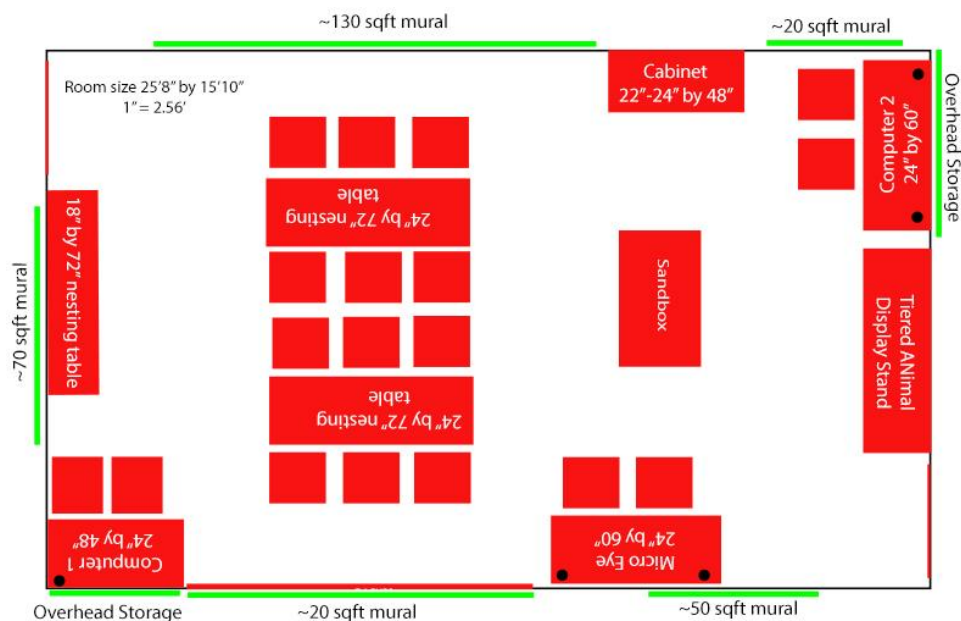 ~130 sqft mural
~20 sqft mural
Room size 25'8" by 15'10"
1" = 2.56'
Cabinet
22"-24" by 48"
Computer 2
24" by 60"
Overhead Storage
24" by 72" nesting
table
18" by 72" nesting table
~70 sqft mural
Sandbox
Tiered ANimal
Display Stand
24" by 72" nesting
table
Computer 1
24" by 48"
Micro Eye
24" by 60"
Overhead Storage
~20 sqft mural
~50 sqft mural